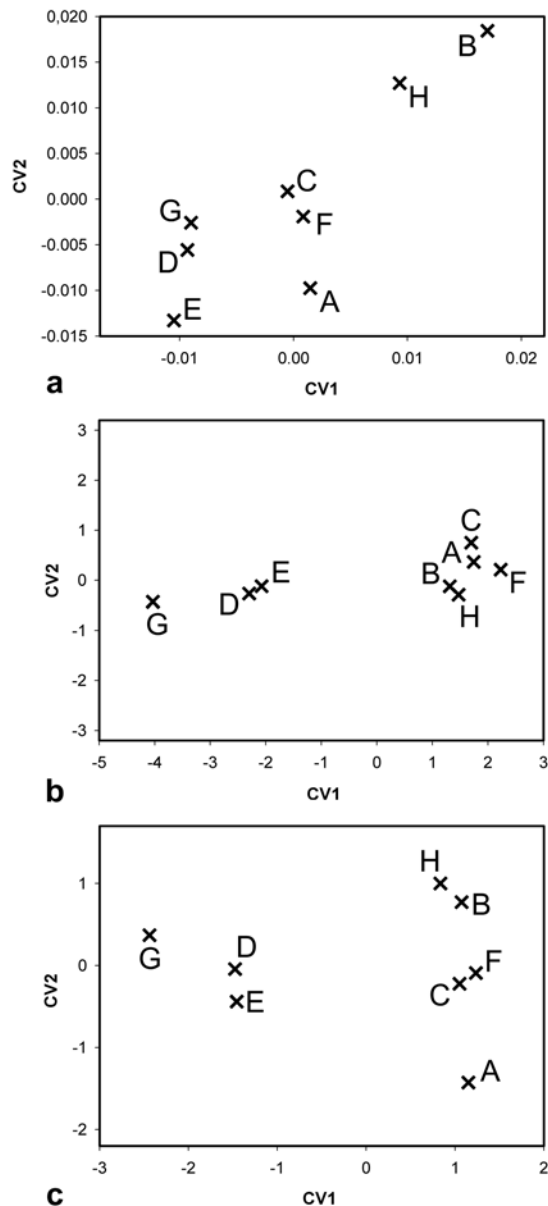 0,020
B
0.015
H
0.010
0.005
C
G
0.000
F
D
-0.005
A
-0.010
E
-0.015
CV2
-0.01 0.00 0.01 0.02
a CV1
3
2
C
1
A
E B
0
D F
G H
-1
-2
-3
CV2
-5 -4 -3 -2 -1 0 1 2 3
b CV1
H
1
B
D F
0
G
E C
A
-1
-2
CV2
-3 -2 -1 0 1 2
c CV1